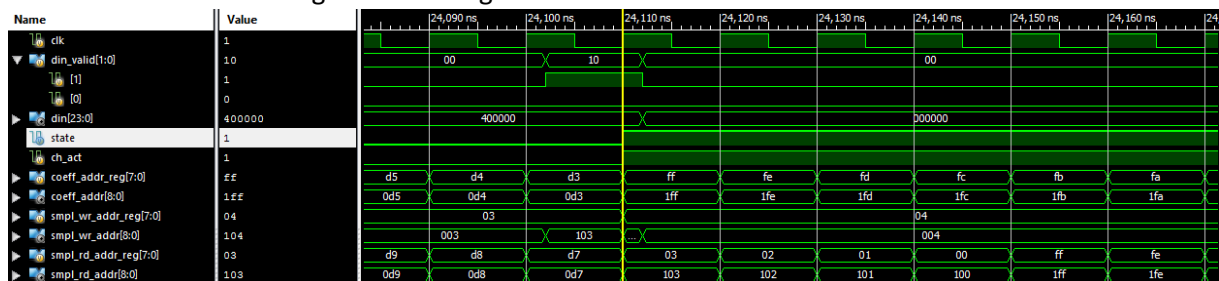 Name Value 24,090 ns 24,100 ns 24,110 ns 24,120 ns 24,130 ns 24,140 ns 24,150 ns 24,160 ns 24
clk 1
din_valid[1:0] 10 00 10 00
[1] 1
[0] 0
din[23:0] 400000 400000 000000
state 1
ch_act 1
coeff_addr_reg[7:0] ff d5 d4 d3 ff fe fd fc fb fa
coeff_addr[8:0] 1ff 0d5 0d4 0d3 1ff 1fe 1fd 1fc 1fb 1fa
smpl_wr_addr_reg[7:0] 04 03 04
smpl_wr_addr[8:0] 104 003 103 ... 004
smpl_rd_addr_reg[7:0] 03 d9 d8 d7 03 02 01 00 ff fe
smpl_rd_addr[8:0] 103 0d9 0d8 0d7 103 102 101 100 1ff 1fe